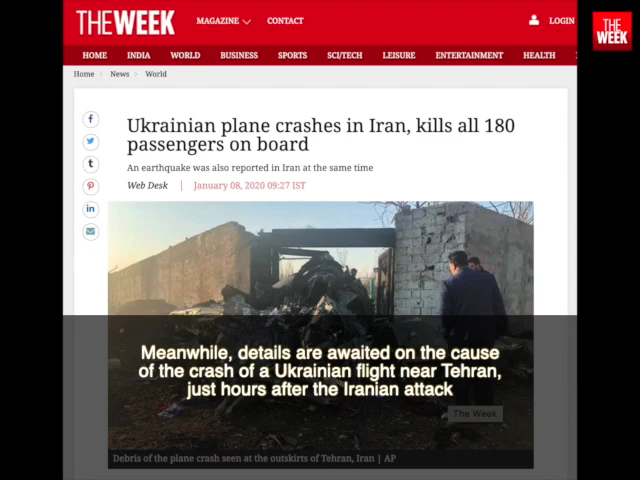 THE WEEK
MAGAZINE
CONTACT
LOGIN
THE WEEK
HOME INDIA WORLD BUSINESS SPORTS SCI/TECH LEISURE ENTERTAINMENT HEALTH
Home > News > World
Ukrainian plane crashes in Iran, kills all 180
passengers on board
An earthquake was also reported in Iran at the same time
Web Desk | January 08, 2020 09:27 IST
Meanwhile, details are awaited on the cause
of the crash of a Ukrainian flight near Tehran,
just hours after the Iranian attack
The Week
Debris of the plane crash seen at the outskirts of Tehran, Iran | AP